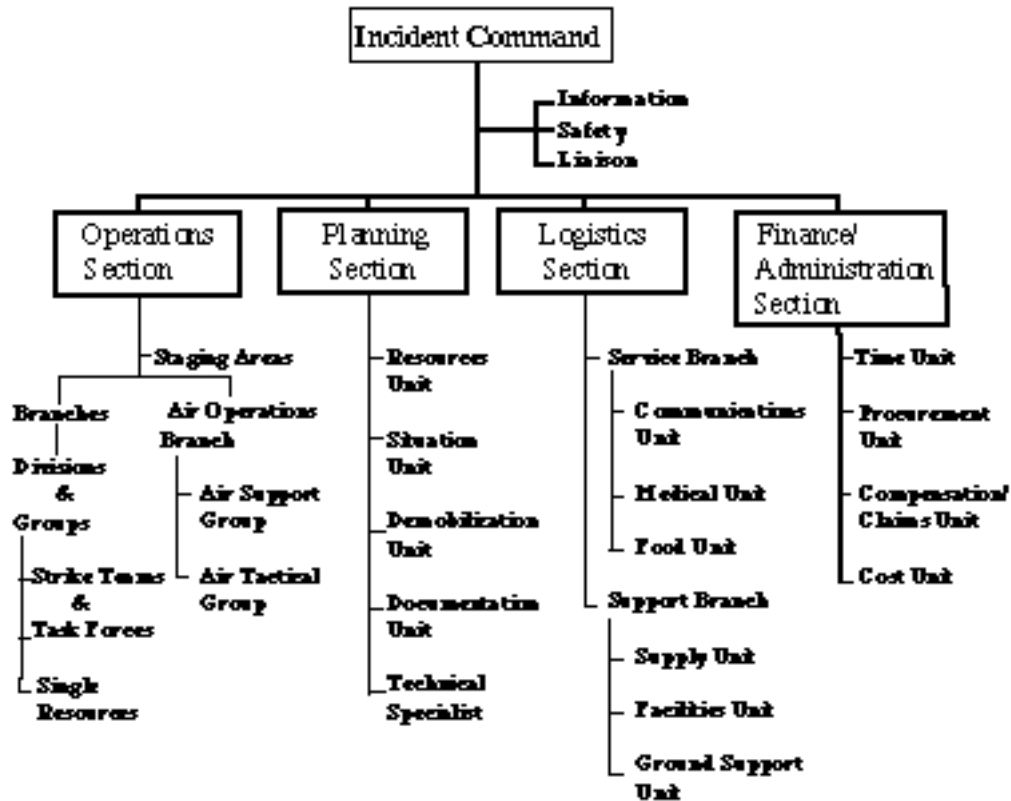 Incident Command
Information
Safety
Liaison
Operations
Section
Planning
Section
Logistics
Section
Finance/
Administration
Section
Staging Areas
Branches
Divisions
&
Groups
Strike Teams
&
Task Forces
Single
Resources
Air Operations
Branch
Air Support
Group
Air Tactical
Group
Resources
Unit
Situation
Unit
Demobilization
Unit
Documentation
Unit
Technical
Specialist
Service Branch
Communications
Unit
Medical Unit
Food Unit
Support Branch
Supply Unit
Facilities Unit
Ground Support
Unit
Time Unit
Procurement
Unit
Compensation/
Claims Unit
Cost Unit